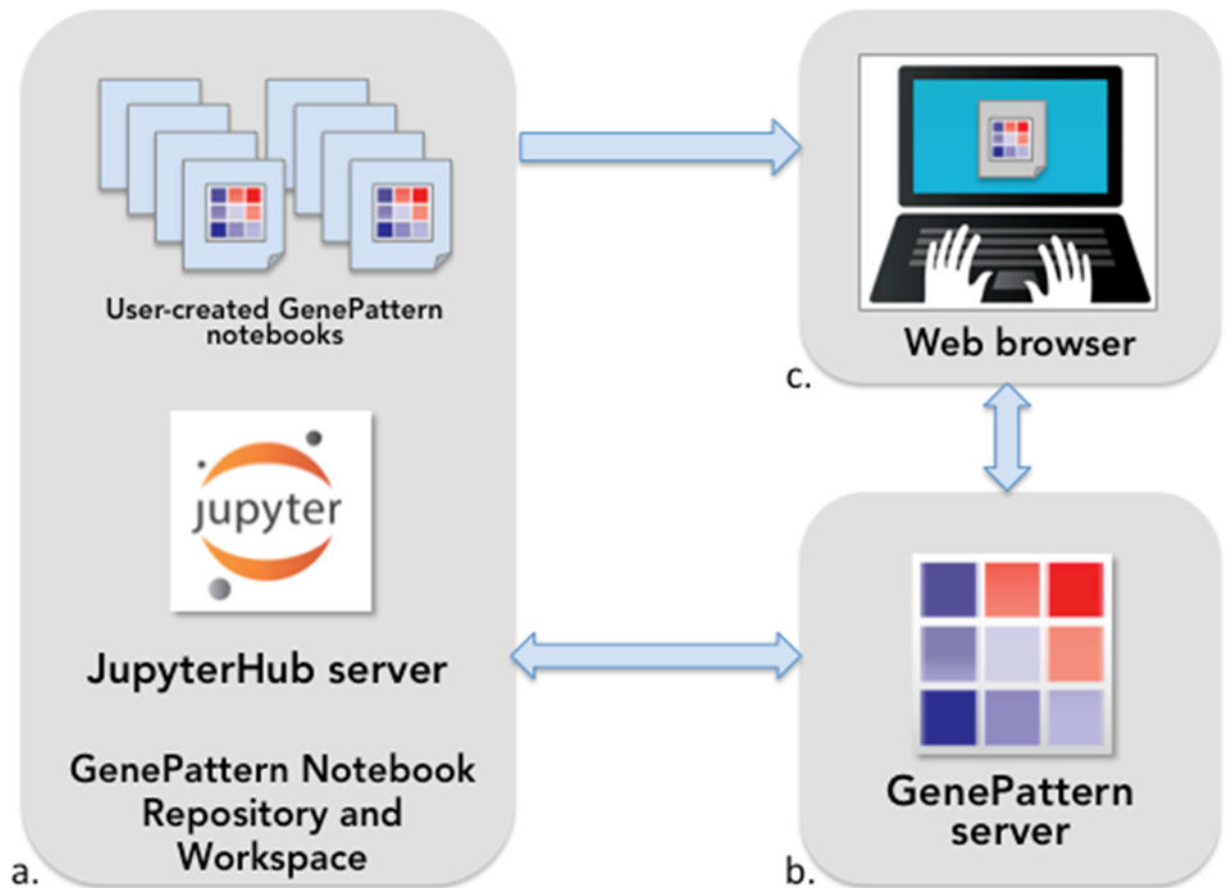 User-created GenePattern
notebooks
jupyter
JupyterHub server
GenePattern Notebook
Repository and
Workspace
a.
Web browser
c.
GenePattern
server
b.